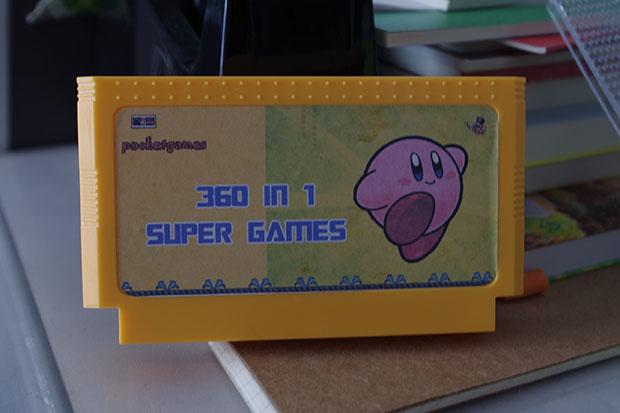 pocketgames
360 IN 1
SUPER GAMES